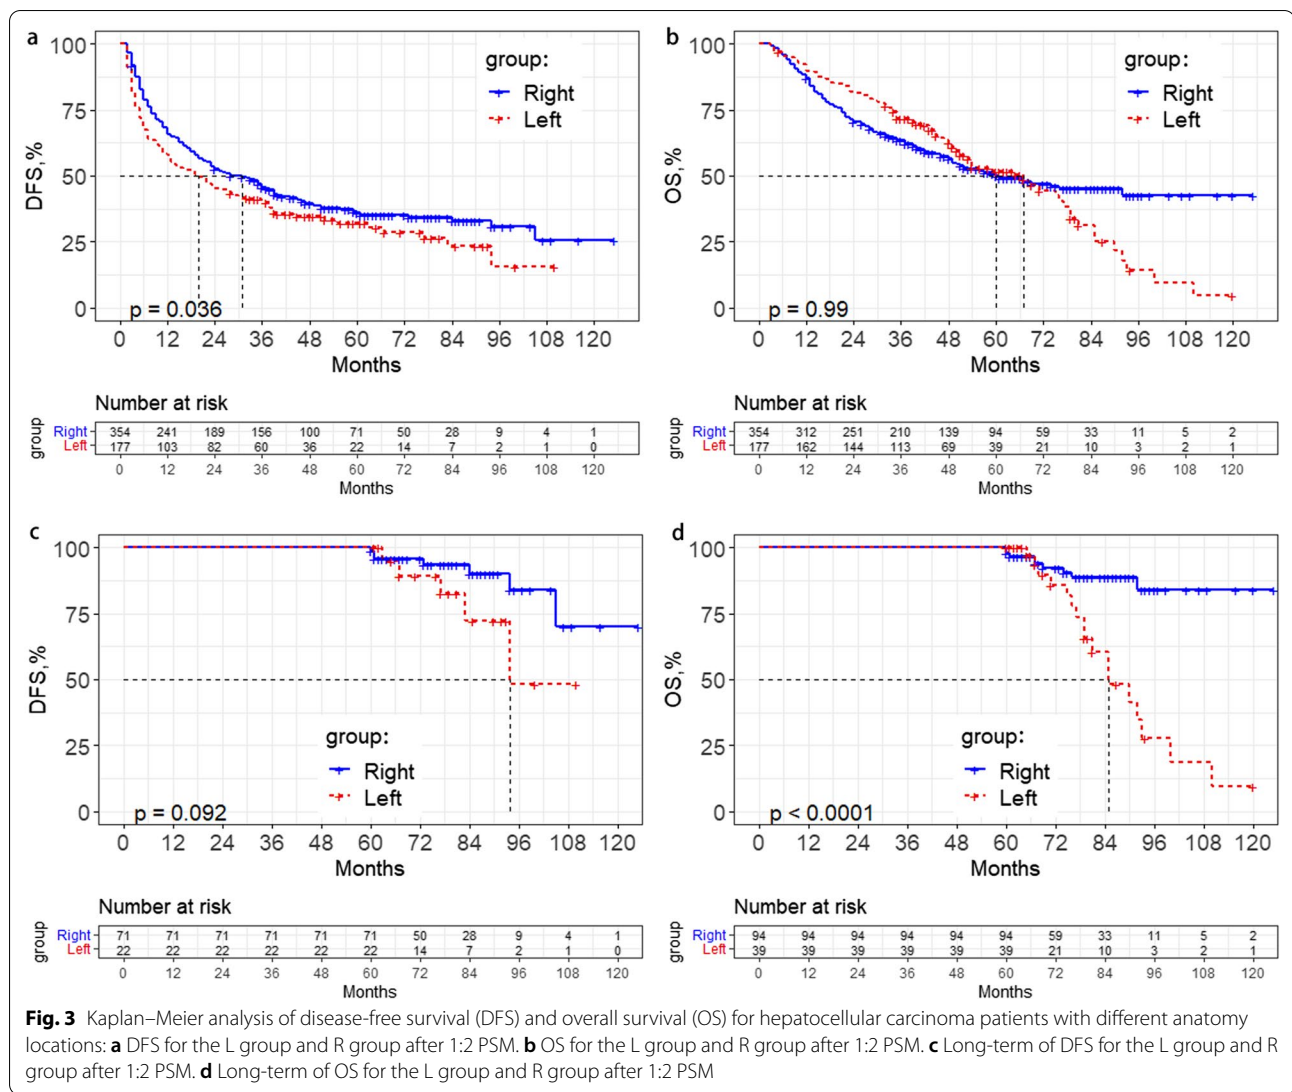 a
100
75
50
25
0
DFS,%
group:
Right
Left
p = 0.036
0 12 24 36 48 60 72 84 96 108 120
Months
Number at risk
group
Right 354 241 189 156 100 71 50 28 9 4 1
Left 177 103 82 60 36 22 14 7 2 1 0
0 12 24 36 48 60 72 84 96 108 120
Months
b
100
75
50
25
0
OS,%
group:
Right
Left
p = 0.99
0 12 24 36 48 60 72 84 96 108 120
Months
Number at risk
group
Right 354 312 251 210 139 94 59 33 11 5 2
Left 177 162 144 113 69 39 21 10 3 2 1
0 12 24 36 48 60 72 84 96 108 120
Months
c
100
75
50
25
0
DFS,%
group:
Right
Left
p = 0.092
0 12 24 36 48 60 72 84 96 108 120
Months
Number at risk
group
Right 71 71 71 71 71 71 50 28 9 4 1
Left 22 22 22 22 22 22 14 7 2 1 0
0 12 24 36 48 60 72 84 96 108 120
Months
d
100
75
50
25
0
OS,%
group:
Right
Left
p < 0.0001
0 12 24 36 48 60 72 84 96 108 120
Months
Number at risk
group
Right 94 94 94 94 94 94 59 33 11 5 2
Left 39 39 39 39 39 39 21 10 3 2 1
0 12 24 36 48 60 72 84 96 108 120
Months
Fig. 3 Kaplan–Meier analysis of disease-free survival (DFS) and overall survival (OS) for hepatocellular carcinoma patients with different anatomy
locations: a DFS for the L group and R group after 1:2 PSM. b OS for the L group and R group after 1:2 PSM. c Long-term of DFS for the L group and R
group after 1:2 PSM. d Long-term of OS for the L group and R group after 1:2 PSM